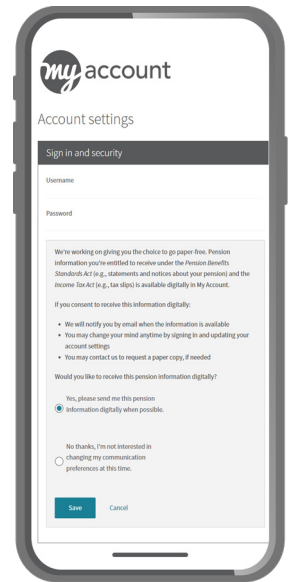 my account
Account settings
Sign in and security
Username
Password
We're working on giving you the choice to go paper-free. Pension
information you're entitled to receive under the Pension Benefits
Standards Act (e.g., statements and notices about your pension) and the
Income Tax Act (e.g., tax slips) is available digitally in My Account.
If you consent to receive this information digitally:
• We will notify you by email when the information is available
• You may change your mind anytime by signing in and updating your
account settings
• You may contact us to request a paper copy, if needed
Would you like to receive this pension information digitally?
Yes, please send me this pension
information digitally when possible.
No thanks, I'm not interested in
changing my communication
preferences at this time.
Save Cancel